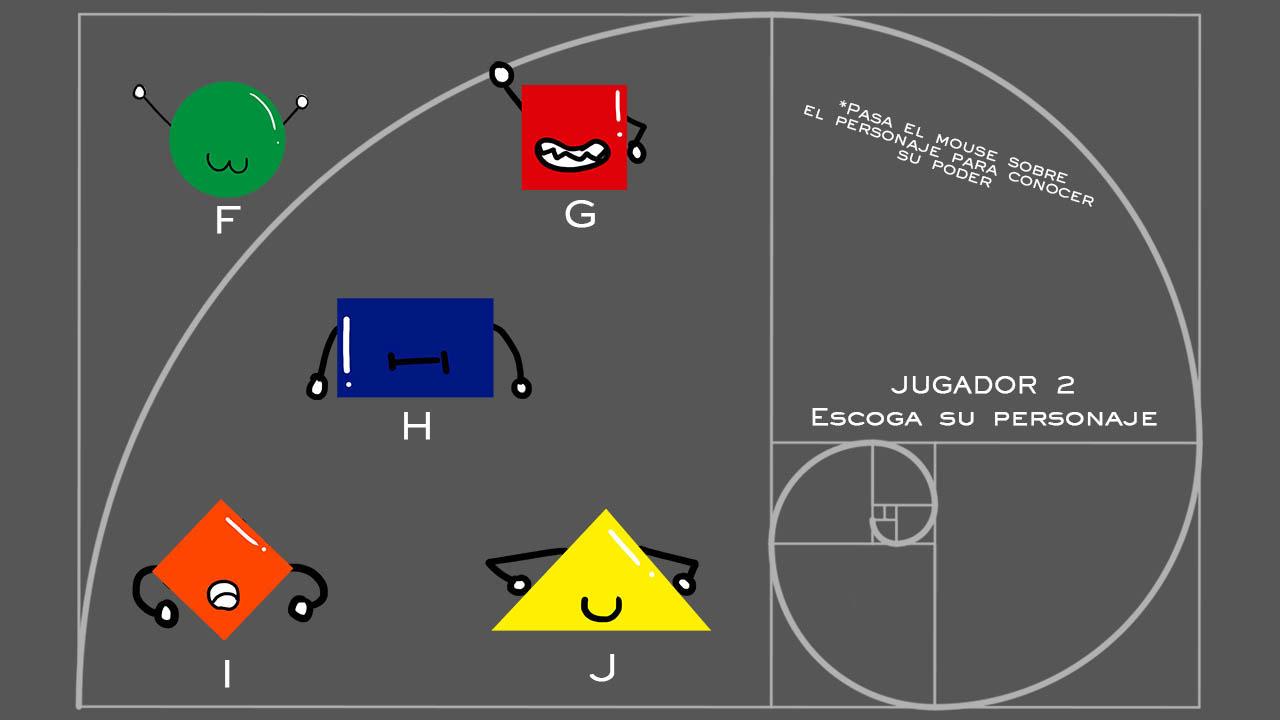 *Pasa el mouse sobre
el personaje para conocer
su poder
F
G
H
Jugador 2
Escoga su personaje
I
J